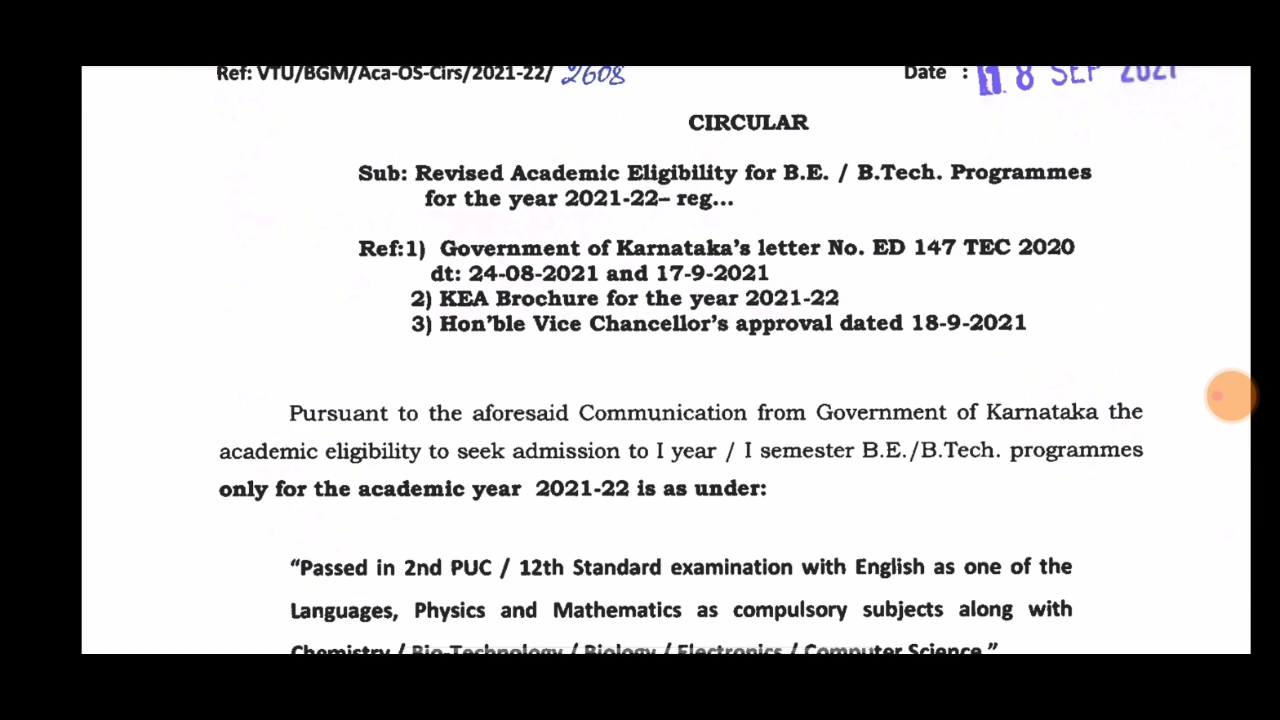 Ref: VTU/BGM/Aca-OS-Cirs/2021-22/ 2608 Date : 18 SEP 2021
CIRCULAR
Sub: Revised Academic Eligibility for B.E. / B.Tech. Programmes
for the year 2021-22– reg...
Ref:1) Government of Karnataka's letter No. ED 147 TEC 2020
dt: 24-08-2021 and 17-9-2021
2) KEA Brochure for the year 2021-22
3) Hon'ble Vice Chancellor's approval dated 18-9-2021
Pursuant to the aforesaid Communication from Government of Karnataka the
academic eligibility to seek admission to I year / I semester B.E./B.Tech. programmes
only for the academic year 2021-22 is as under:
“Passed in 2nd PUC / 12th Standard examination with English as one of the
Languages, Physics and Mathematics as compulsory subjects along with
Chemistry / Bio-Technology / Biology / Electronics / Computer Science.”